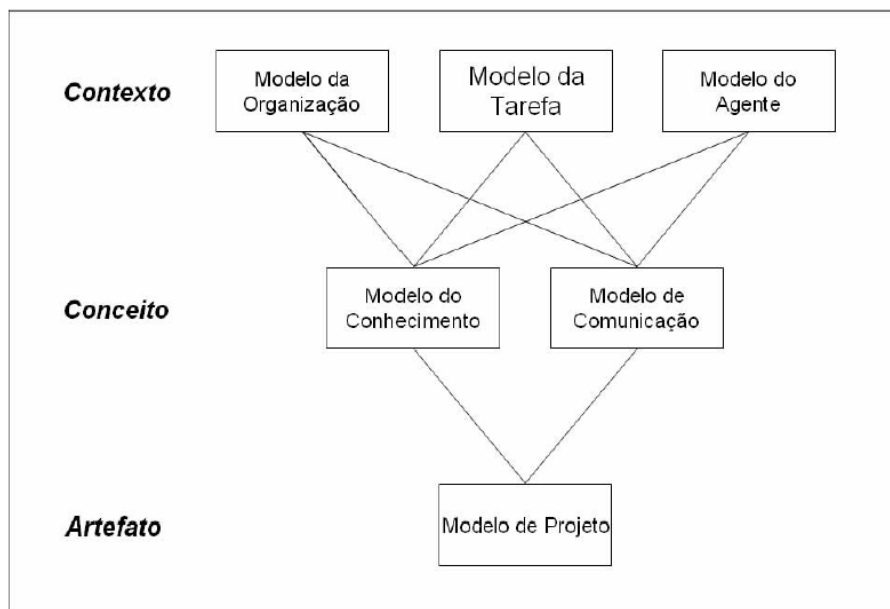 Contexto
Modelo da
Organização
Modelo da
Tarefa
Modelo do
Agente
Conceito
Modelo do
Conhecimento
Modelo de
Comunicação
Artefato
Modelo de Projeto